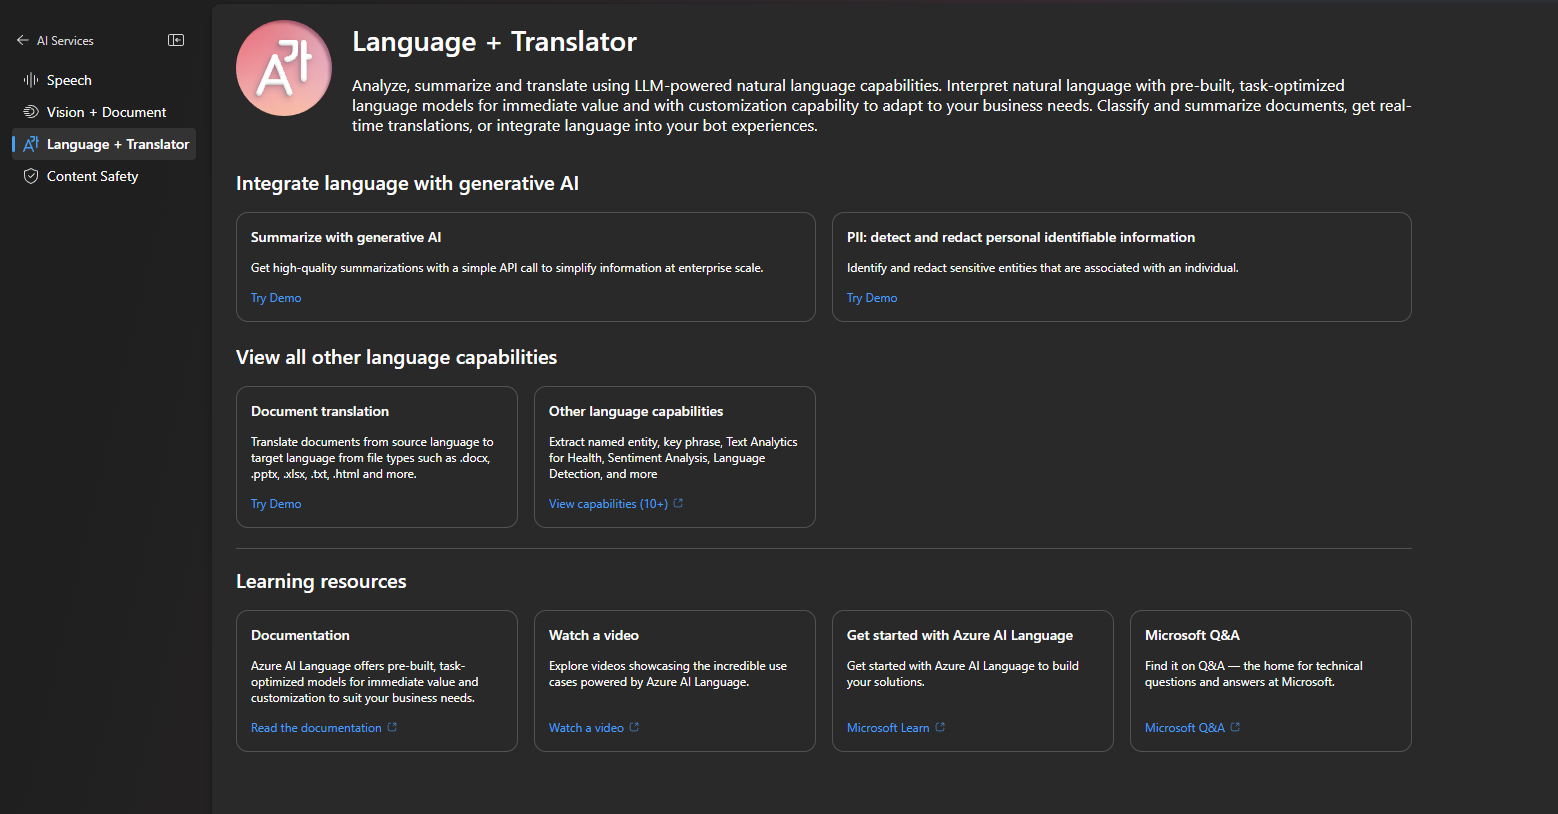 AI Services
Speech
Vision + Document
Language + Translator
Content Safety
A가
Language + Translator
Analyze, summarize and translate using LLM-powered natural language capabilities. Interpret natural language with pre-built, task-optimized
language models for immediate value and with customization capability to adapt to your business needs. Classify and summarize documents, get real-
time translations, or integrate language into your bot experiences.
Integrate language with generative AI
Summarize with generative AI
Get high-quality summarizations with a simple API call to simplify information at enterprise scale.
Try Demo
PII: detect and redact personal identifiable information
Identify and redact sensitive entities that are associated with an individual.
Try Demo
View all other language capabilities
Document translation
Translate documents from source language to
target language from file types such as .docx,
.pptx, .xlsx, .txt, .html and more.
Try Demo
Other language capabilities
Extract named entity, key phrase, Text Analytics
for Health, Sentiment Analysis, Language
Detection, and more
View capabilities (10+)
Learning resources
Documentation
Azure AI Language offers pre-built, task-
optimized models for immediate value and
customization to suit your business needs.
Read the documentation
Watch a video
Explore videos showcasing the incredible use
cases powered by Azure AI Language.
Watch a video
Get started with Azure AI Language
Get started with Azure AI Language to build
your solutions.
Microsoft Learn
Microsoft Q&A
Find it on Q&A — the home for technical
questions and answers at Microsoft.
Microsoft Q&A